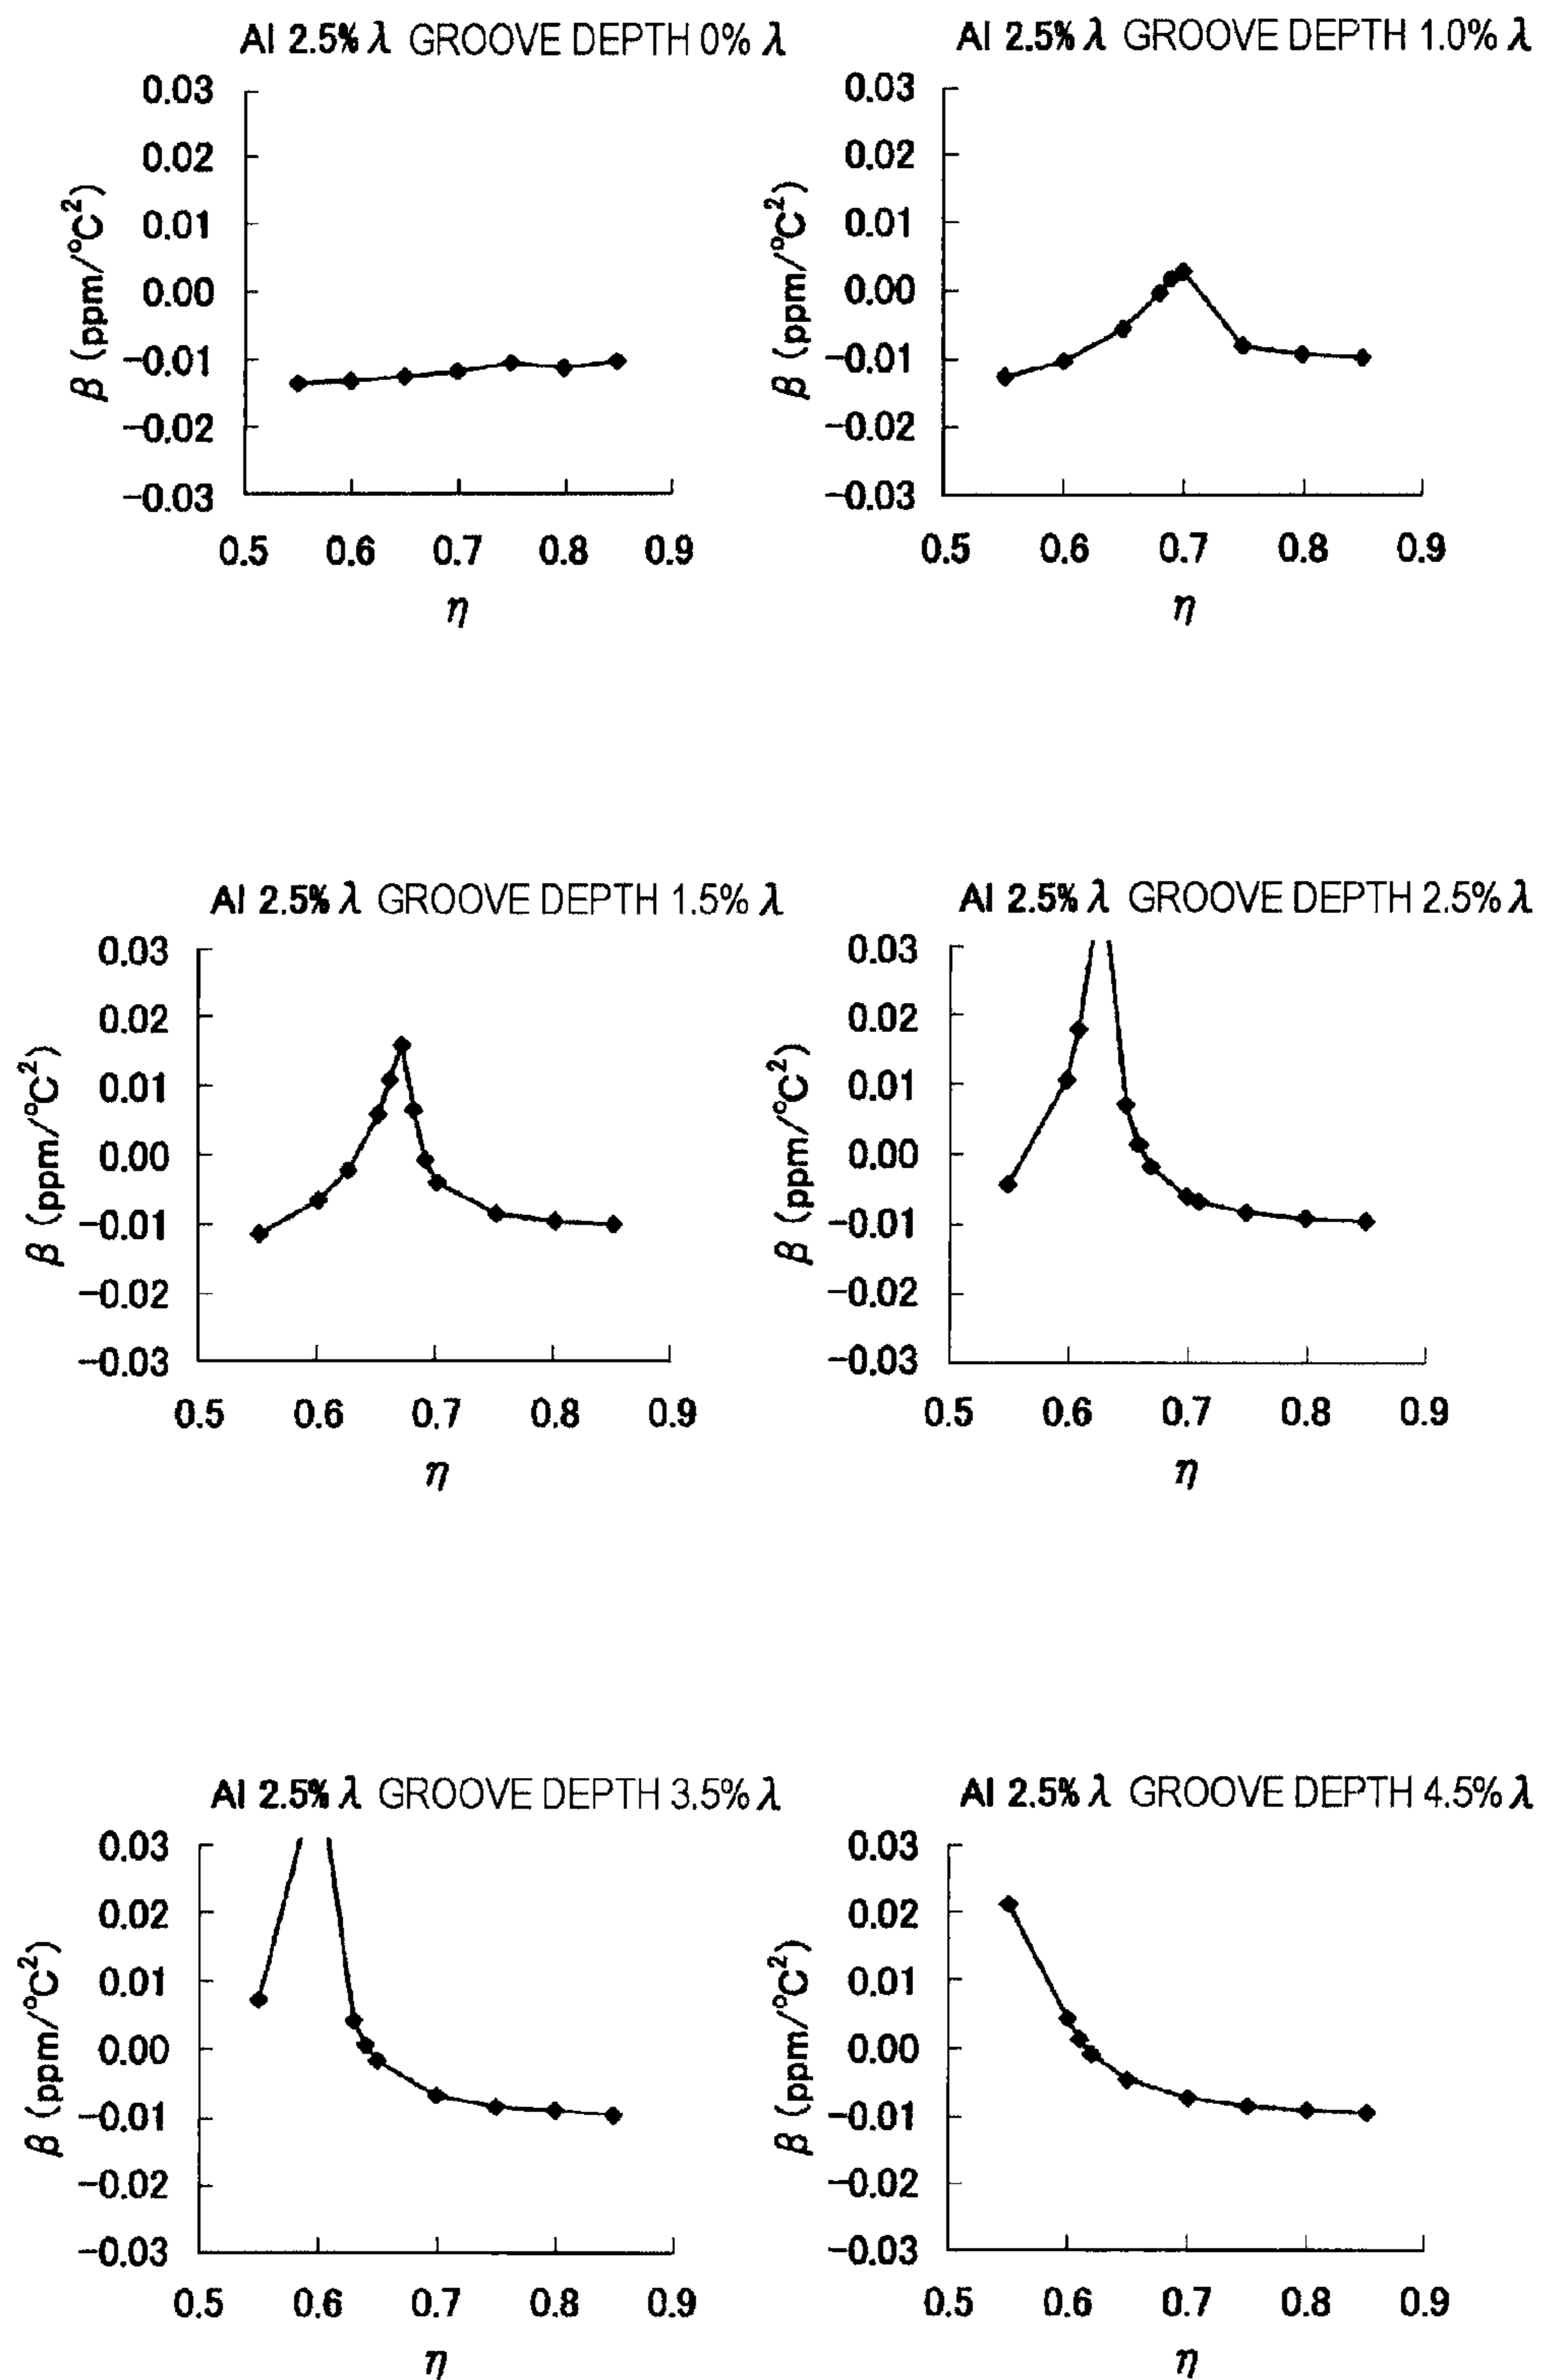 Al 2.5% λ GROOVE DEPTH 0% λ
0.03
0.02
0.01
0.00
−0.01
−0.02
−0.03
β (ppm/°C²)
0.5 0.6 0.7 0.8 0.9
η
Al 2.5% λ GROOVE DEPTH 1.0% λ
0.03
0.02
0.01
0.00
−0.01
−0.02
−0.03
β (ppm/°C²)
0.5 0.6 0.7 0.8 0.9
η
Al 2.5% λ GROOVE DEPTH 1.5% λ
0.03
0.02
0.01
0.00
−0.01
−0.02
−0.03
β (ppm/°C²)
0.5 0.6 0.7 0.8 0.9
η
Al 2.5% λ GROOVE DEPTH 2.5% λ
0.03
0.02
0.01
0.00
−0.01
−0.02
−0.03
β (ppm/°C²)
0.5 0.6 0.7 0.8 0.9
η
Al 2.5% λ GROOVE DEPTH 3.5% λ
0.03
0.02
0.01
0.00
−0.01
−0.02
−0.03
β (ppm/°C²)
0.5 0.6 0.7 0.8 0.9
η
Al 2.5% λ GROOVE DEPTH 4.5% λ
0.03
0.02
0.01
0.00
−0.01
−0.02
−0.03
β (ppm/°C²)
0.5 0.6 0.7 0.8 0.9
η